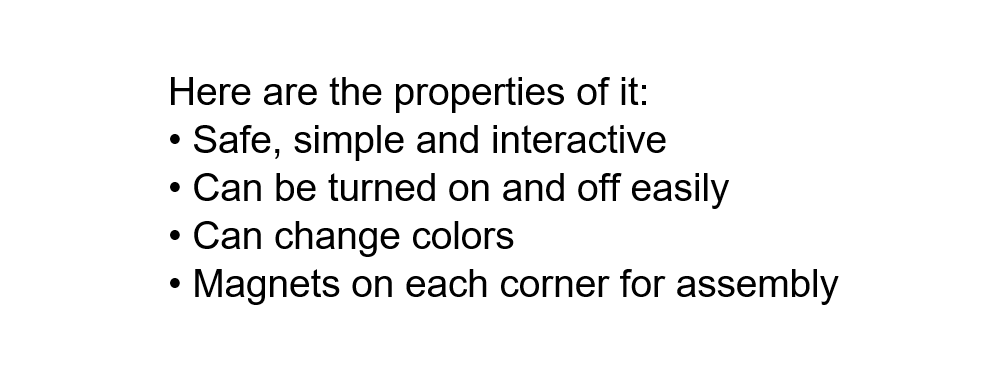 Here are the properties of it:
• Safe, simple and interactive
• Can be turned on and off easily
• Can change colors
• Magnets on each corner for assembly